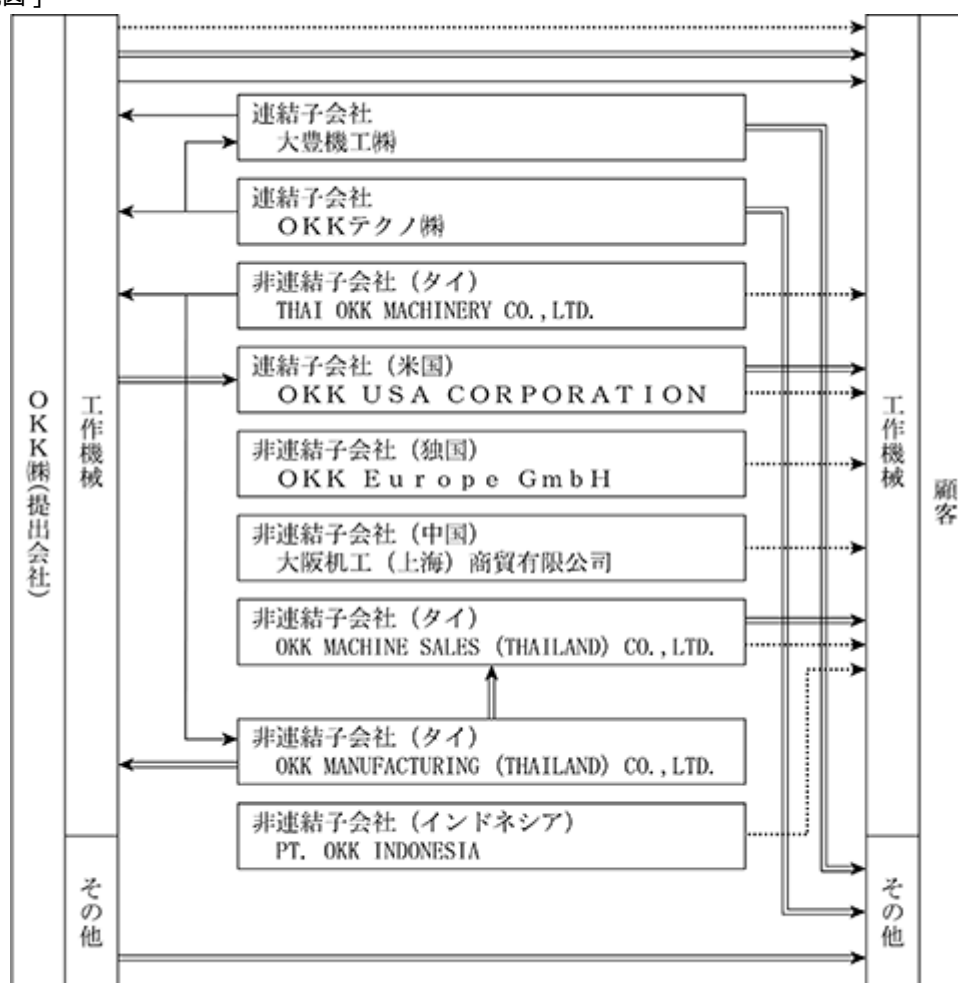 連結子会社
大豊機工㈱
連結子会社
ＯＫＫテクノ㈱
非連結子会社（タイ）
THAI OKK MACHINERY CO.,LTD.
連結子会社（米国）
ＯＫＫ ＵＳＡ ＣＯＲＰＯＲＡＴＩＯＮ
非連結子会社（独国）
ＯＫＫ Ｅｕｒｏｐｅ ＧｍｂＨ
非連結子会社（中国）
大阪机工（上海）商貿有限公司
非連結子会社（タイ）
OKK MACHINE SALES (THAILAND) CO.,LTD.
非連結子会社（タイ）
OKK MANUFACTURING (THAILAND) CO.,LTD.
非連結子会社（インドネシア）
PT. OKK INDONESIA
ＯＫＫ㈱(提出会社)
工作機械
その他
工作機械
その他
顧客